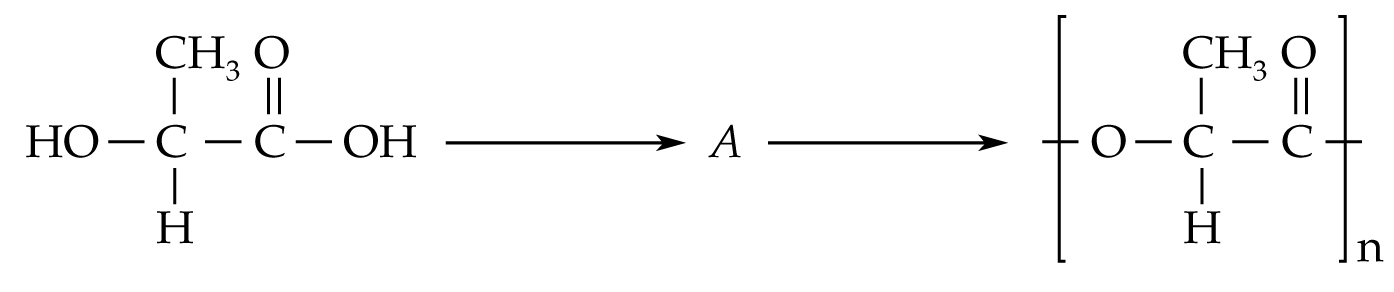 CH₃ O
HO C C OH A
H
CH₃ O
O C C
H
n